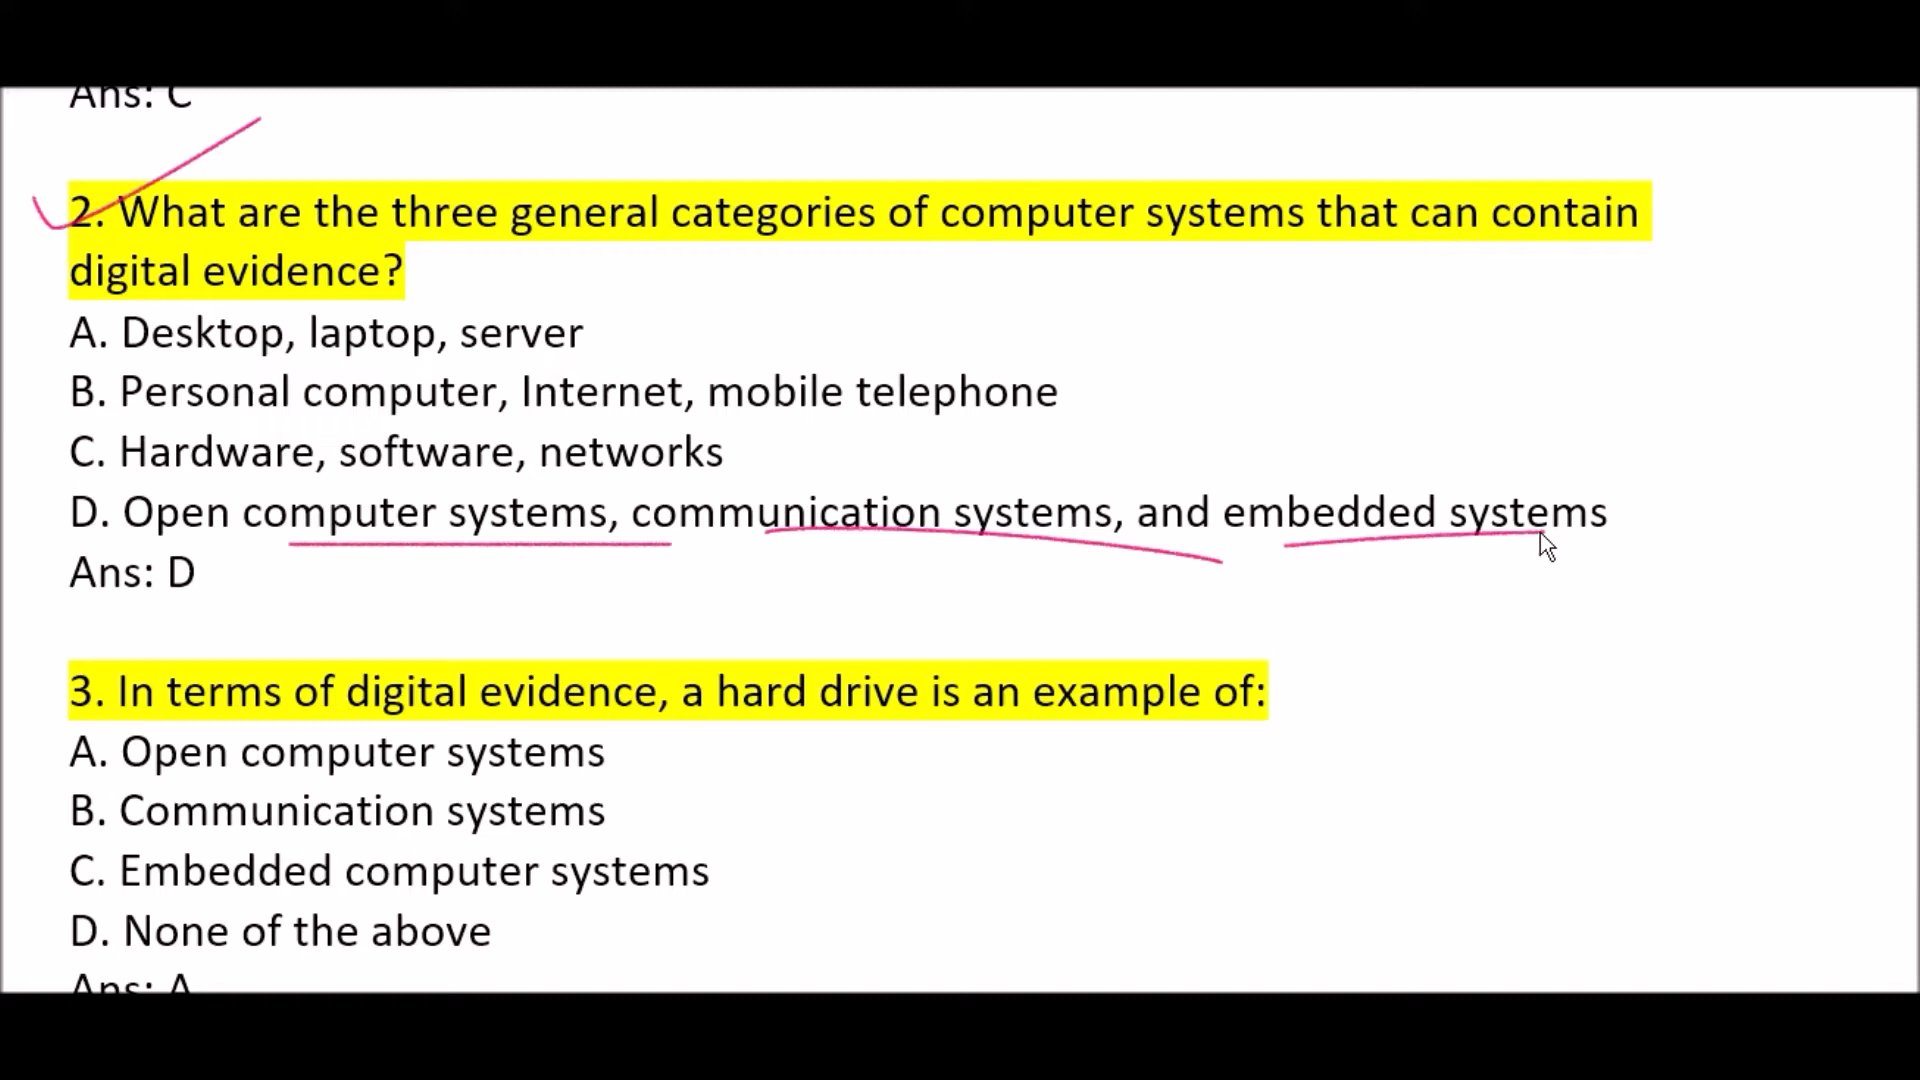 Ans: C
2. What are the three general categories of computer systems that can contain
digital evidence?
A. Desktop, laptop, server
B. Personal computer, Internet, mobile telephone
C. Hardware, software, networks
D. Open computer systems, communication systems, and embedded systems
Ans: D
3. In terms of digital evidence, a hard drive is an example of:
A. Open computer systems
B. Communication systems
C. Embedded computer systems
D. None of the above
Ans: A